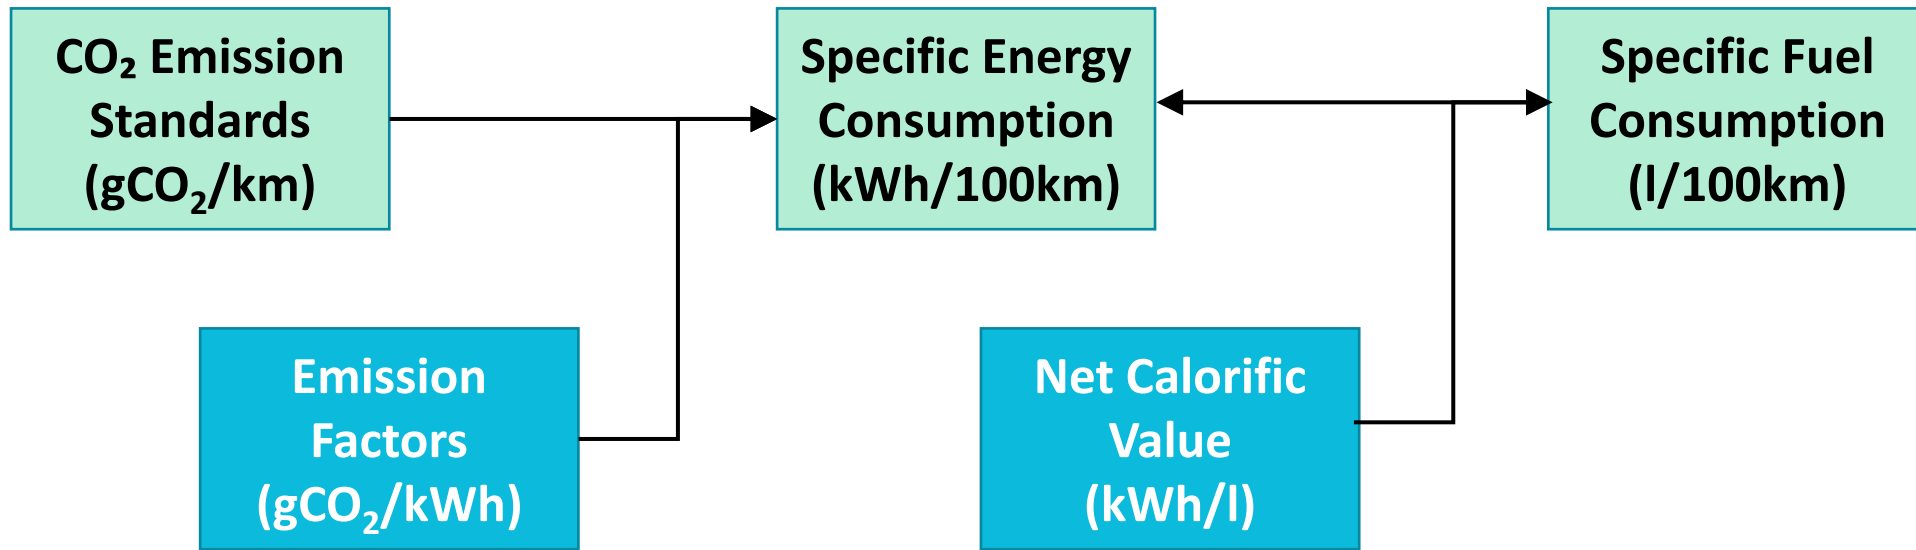 CO₂ Emission
Standards
(gCO₂/km)
Specific Energy
Consumption
(kWh/100km)
Specific Fuel
Consumption
(l/100km)
Emission
Factors
(gCO₂/kWh)
Net Calorific
Value
(kWh/l)